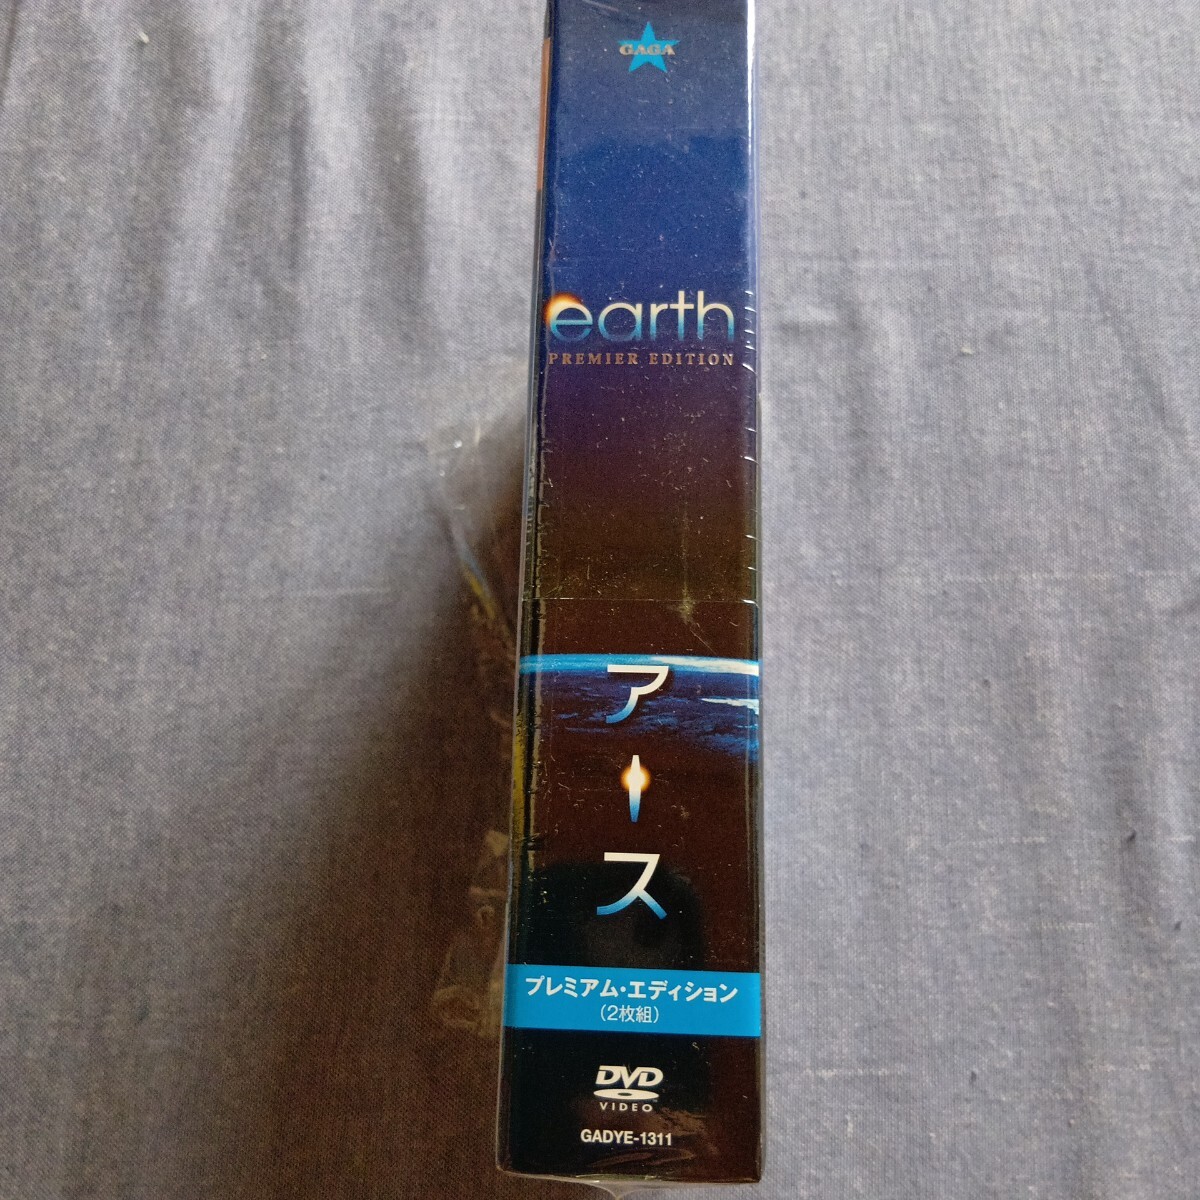 GAGA
earth
PREMIER EDITION
アース
プレミアム・エディション
(2枚組)
DVD
VIDEO
GADYE-1311